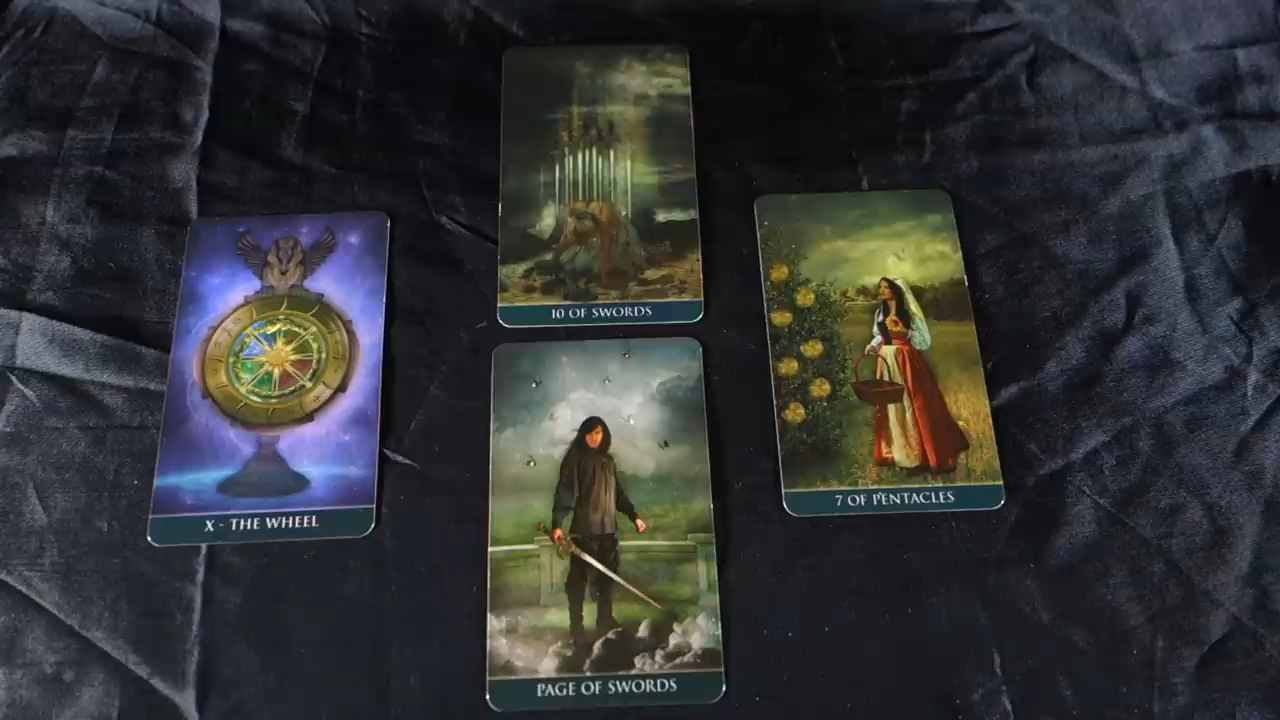 10 OF SWORDS
X - THE WHEEL
7 OF PENTACLES
PAGE OF SWORDS